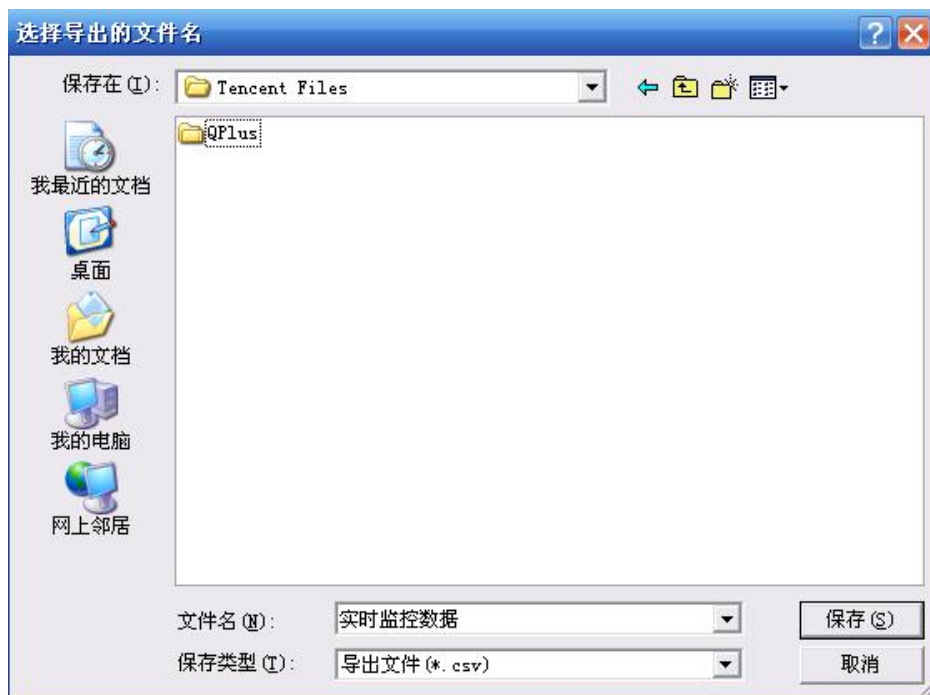 选择导出的文件名
保存在(I):
Tencent Files
QPlus
我最近的文档
桌面
我的文档
我的电脑
网上邻居
文件名(N):
实时监控数据
保存(S)
保存类型(T):
导出文件(*.csv)
取消